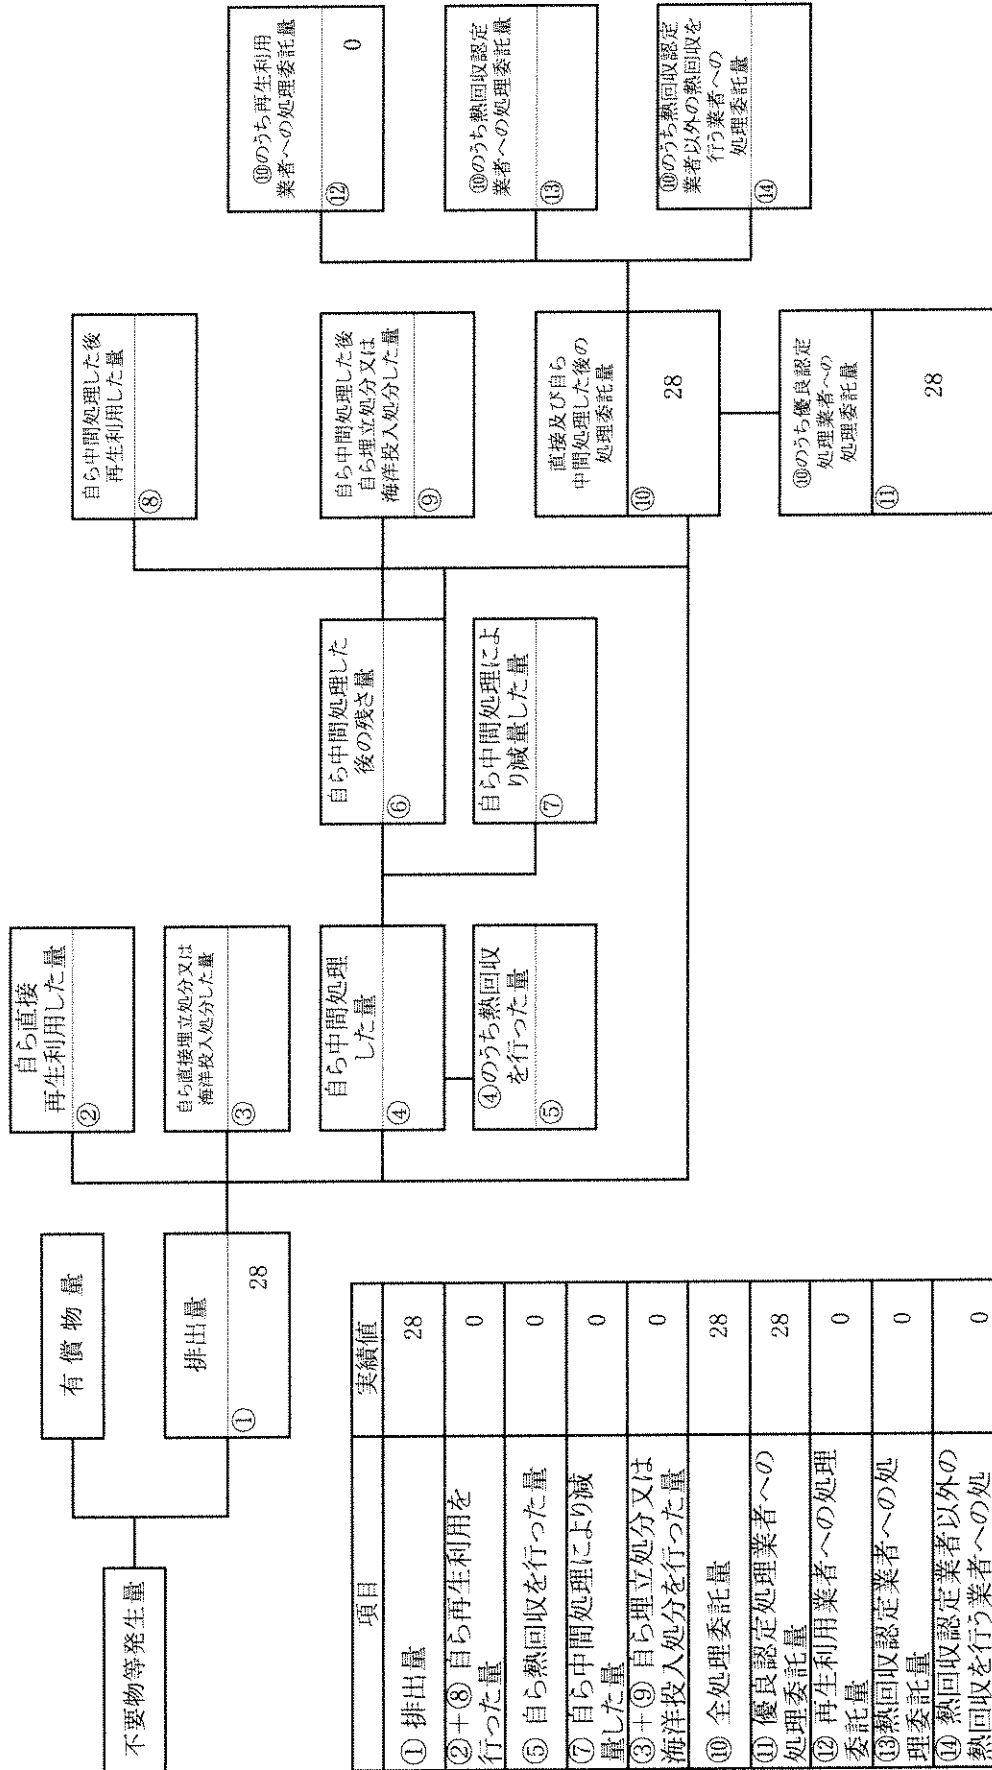 不要物等発生量
有償物量
排出量
①
28
自ら直接
再生利用した量
②
自ら直接埋立処分又は
海洋投入処分した量
③
自ら中間処理
した量
④
④のうち熱回収
を行った量
⑤
自ら中間処理した
後の残さ量
⑥
自ら中間処理によ
り減量した量
⑦
自ら中間処理した後
再生利用した量
⑧
自ら中間処理した後
自ら埋立処分又は
海洋投入処分した量
⑨
直接及び自ら
中間処理した後の
処理委託量
⑩
28
⑩のうち優良認定
処理業者への
処理委託量
⑪
28
⑩のうち再生利用
業者への処理委託量
⑫
0
⑩のうち熱回収認定
業者への処理委託量
⑬
⑩のうち熱回収認定
業者以外の熱回収を
行う業者への
処理委託量
⑭
項目
実績値
① 排出量
28
②+⑧ 自ら再生利用を
行った量
0
⑤ 自ら熱回収を行った量
0
⑦ 自ら中間処理により減
量した量
0
③+⑨ 自ら埋立処分又は
海洋投入処分を行った量
0
⑩ 全処理委託量
28
⑪ 優良認定処理業者への
処理委託量
28
⑫ 再生利用業者への処理
委託量
0
⑬熱回収認定業者への処
理委託量
0
⑭ 熱回収認定業者以外の
熱回収を行う業者への処
0